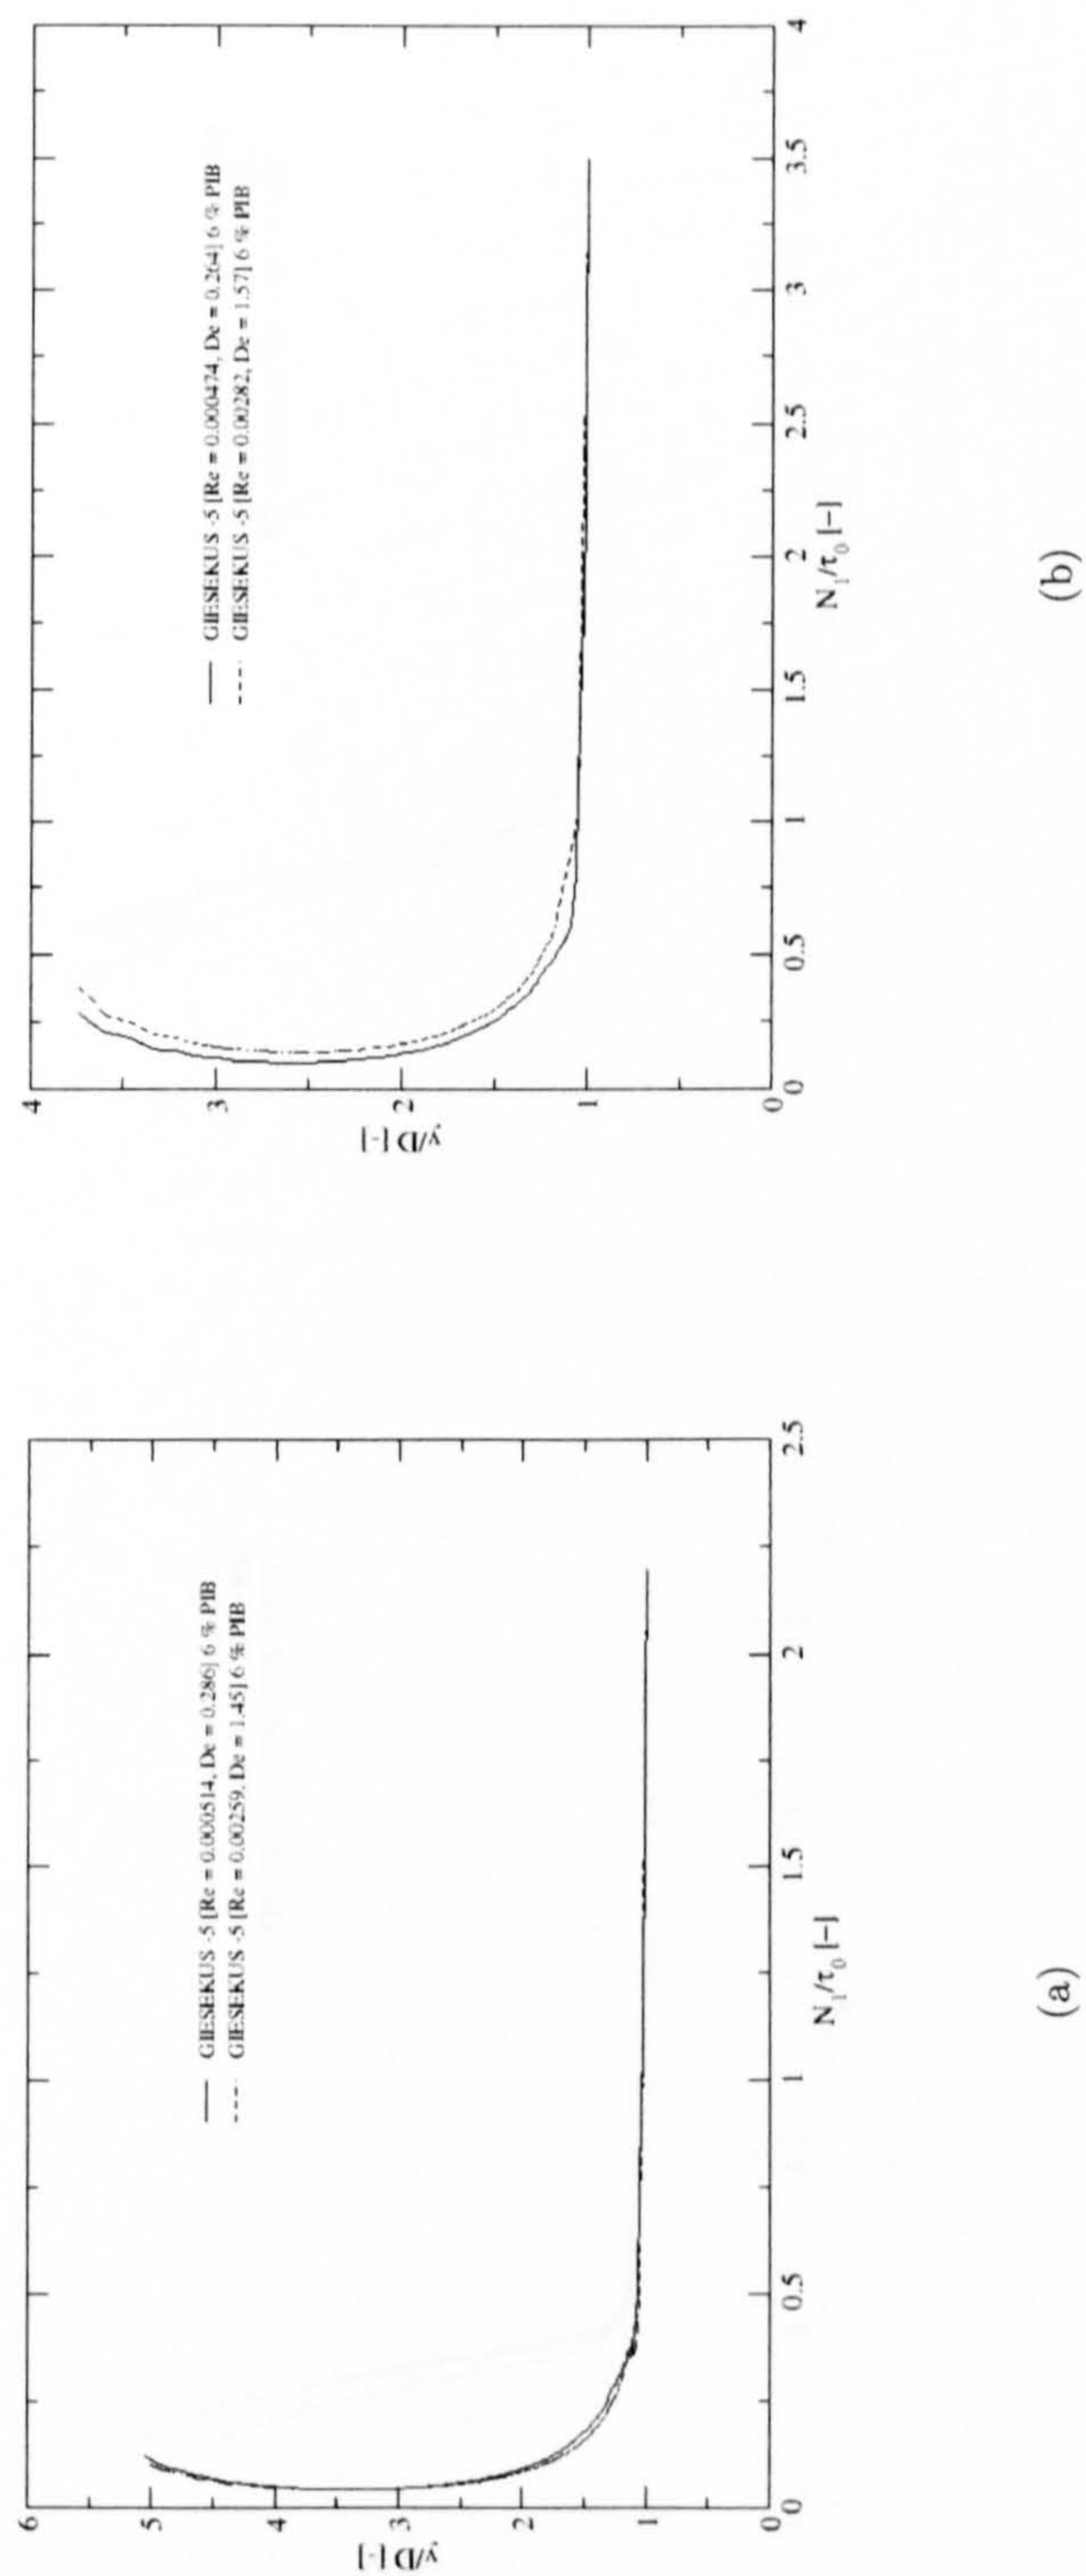 6
5
4
3
2
1
0
y/D [-]
GIESEKUS -5 [Re = 0.000514, De = 0.286] 6 % PIB
GIESEKUS -5 [Re = 0.00259, De = 1.45] 6 % PIB
0
0.5
1
1.5
2
2.5
N1/τ0 [-]
(a)
4
3
2
1
0
y/D [-]
GIESEKUS -5 [Re = 0.000474, De = 0.264] 6 % PIB
GIESEKUS -5 [Re = 0.00282, De = 1.57] 6 % PIB
0
0.5
1
1.5
2
2.5
3
3.5
4
N1/τ0 [-]
(b)